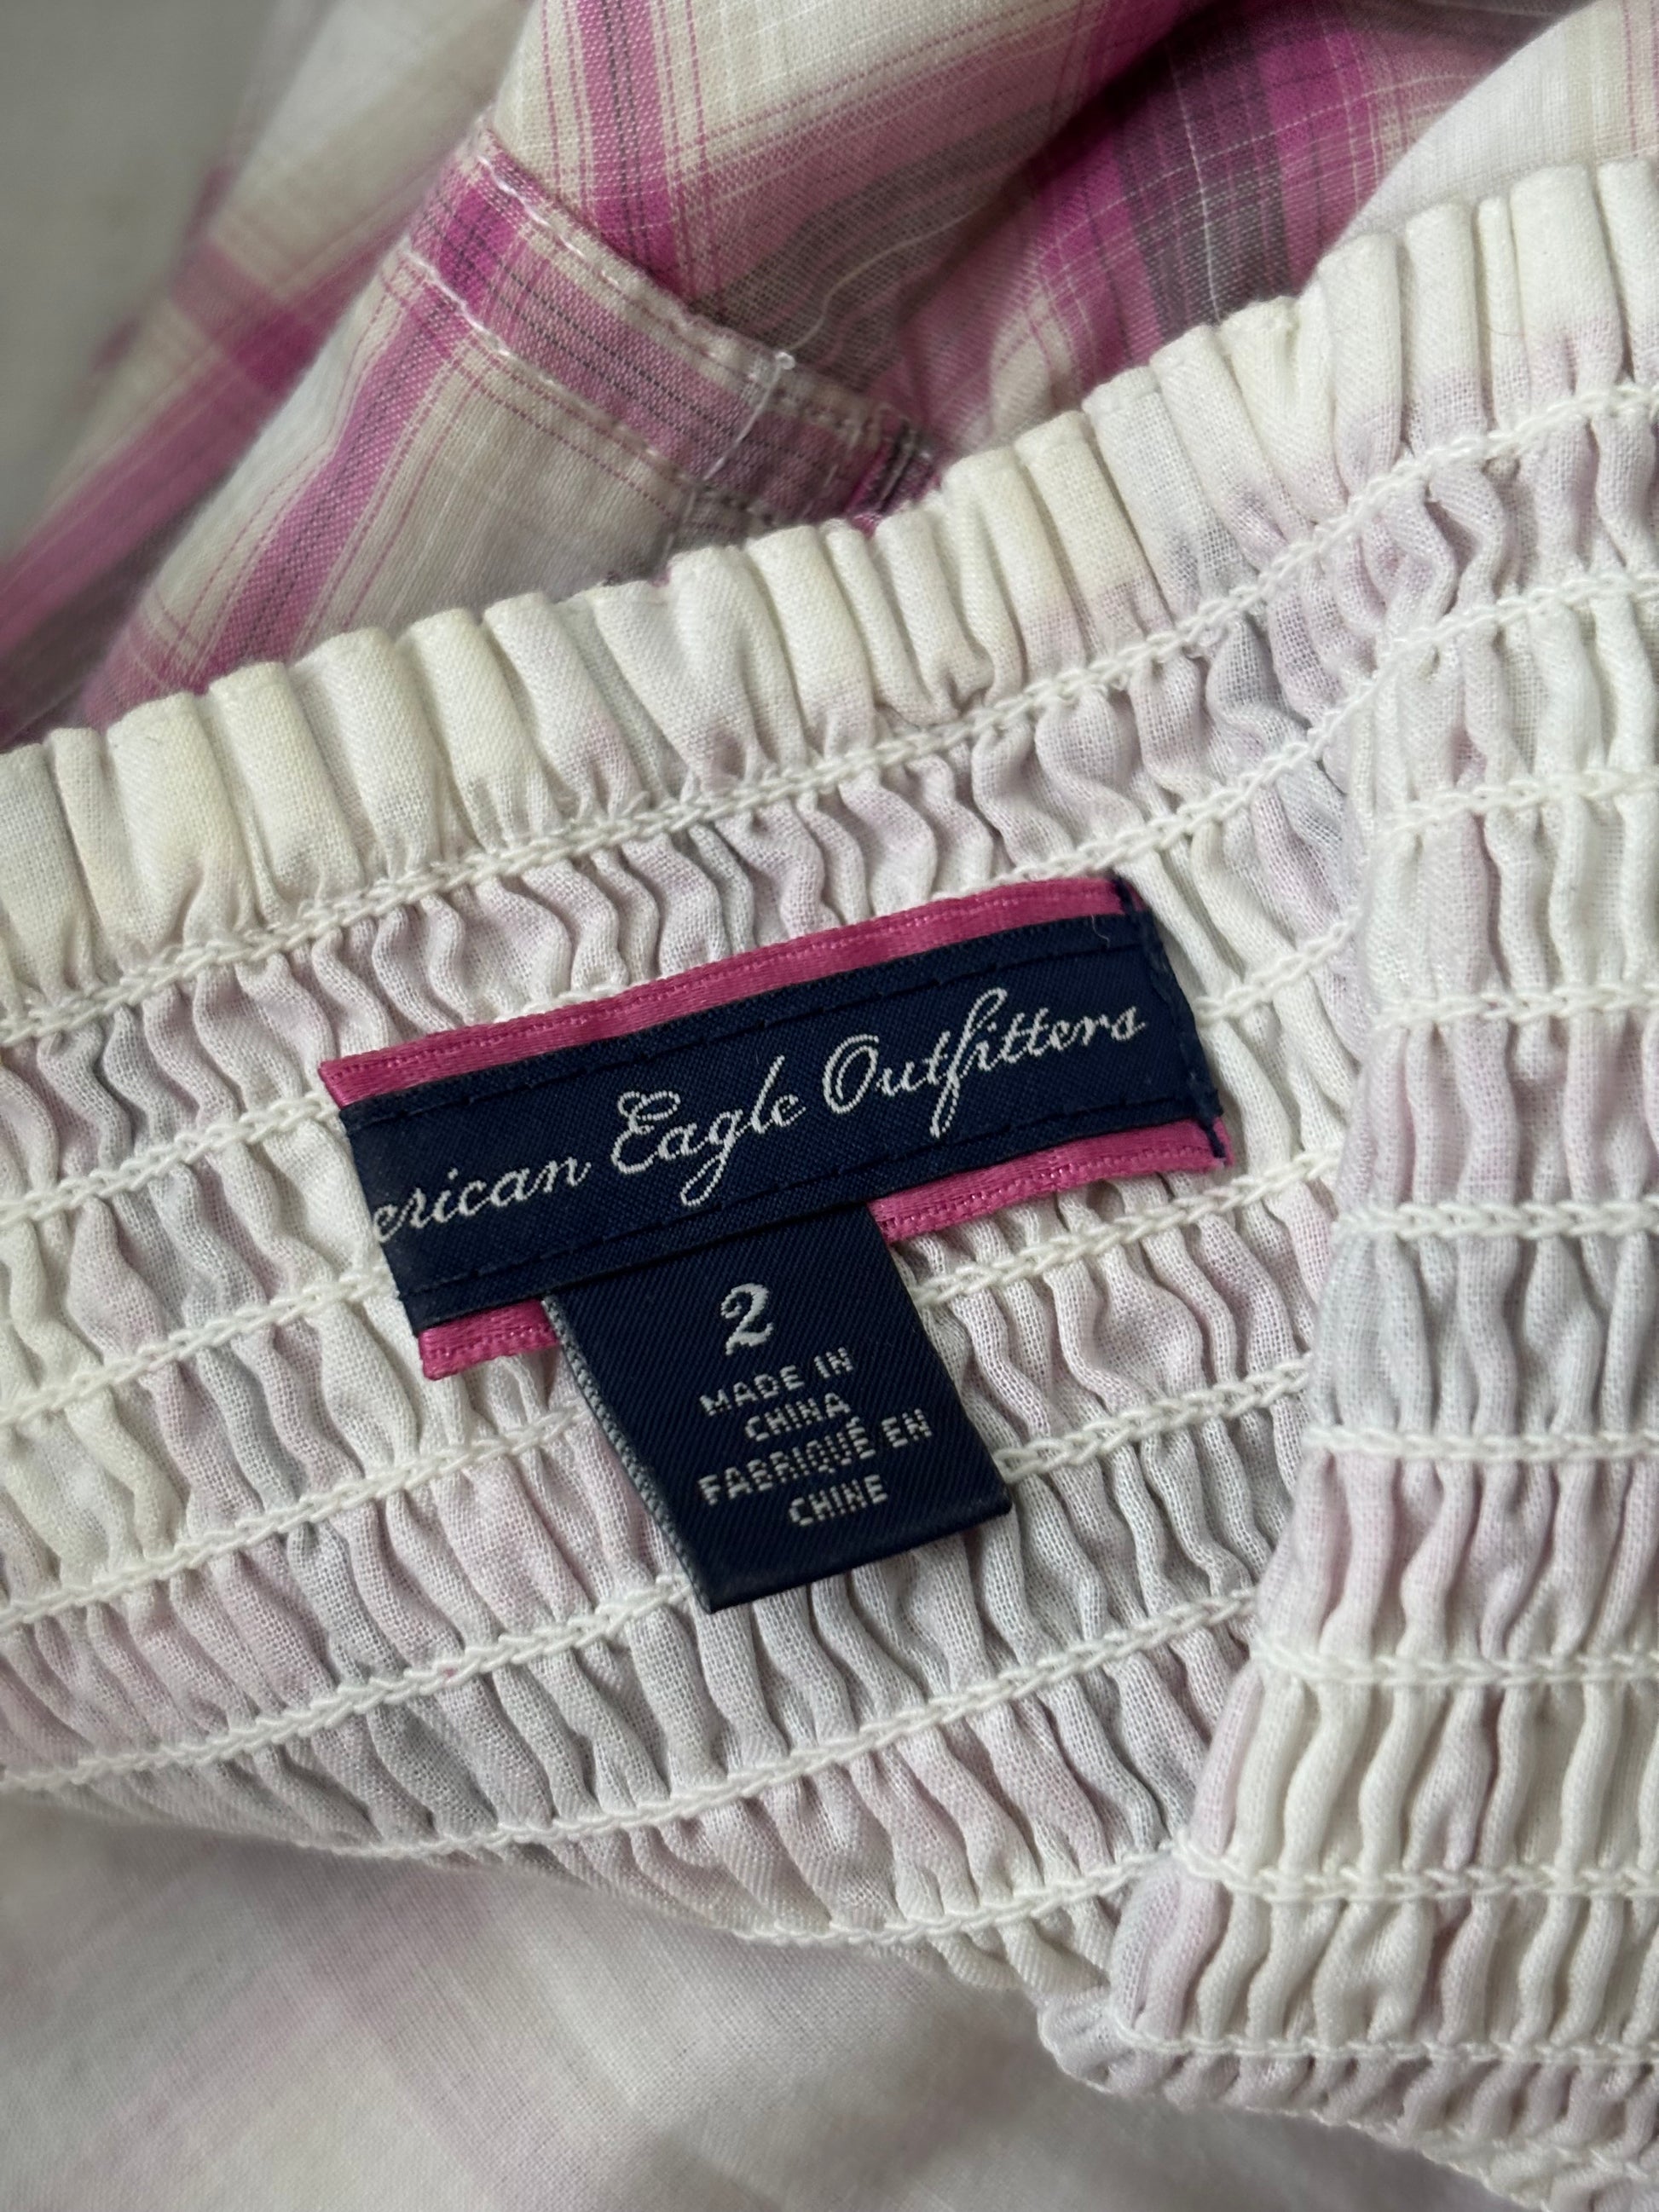 erican Eagle Outfitters
2
MADE IN
CHINA
FABRIQUÉ EN
CHINE